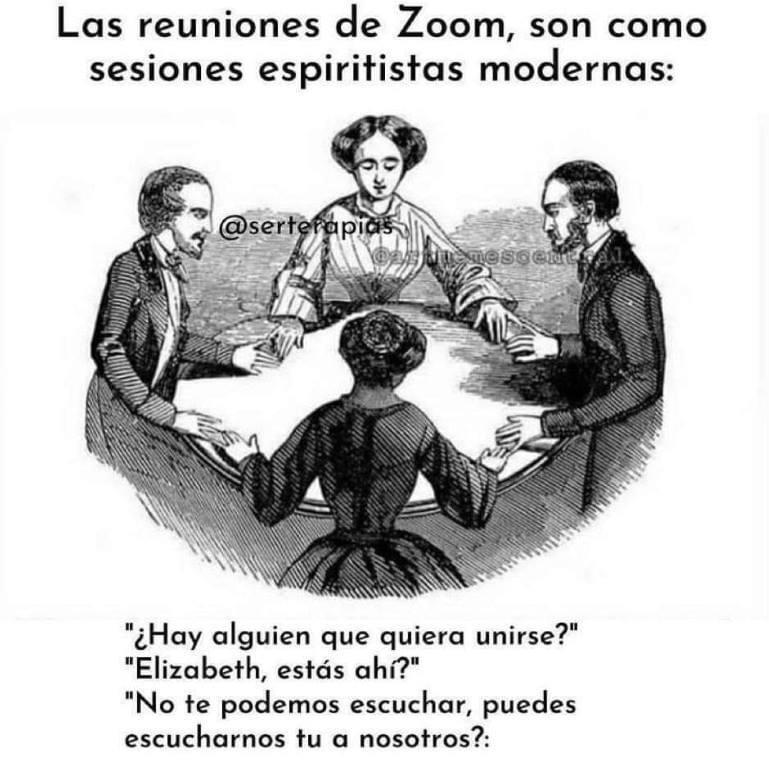 Las reuniones de Zoom, son como
sesiones espiritistas modernas:
@serterapias
"¿Hay alguien que quiera unirse?"
"Elizabeth, estás ahí?"
"No te podemos escuchar, puedes
escucharnos tu a nosotros?: